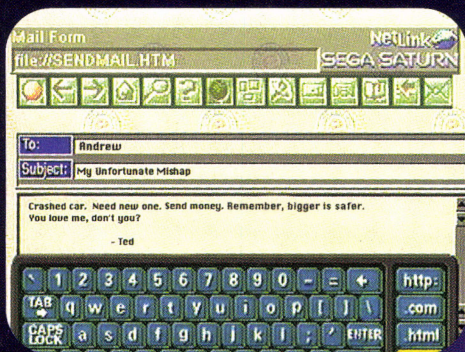 Mail Form
NetLink
file://SENDMAIL.HTM
SEGA SATURN
To: Andrew
Subject: My Unfortunate Mishap
Crashed car. Need new one. Send money. Remember, bigger is safer.
You love me, don't you?
- Ted
` 1 2 3 4 5 6 7 8 9 0 - = ← http:
TAB → q w e r t y u i o p [ ] \ .com
CAPS LOCK a s d f g h j k l ; ' ENTER .html